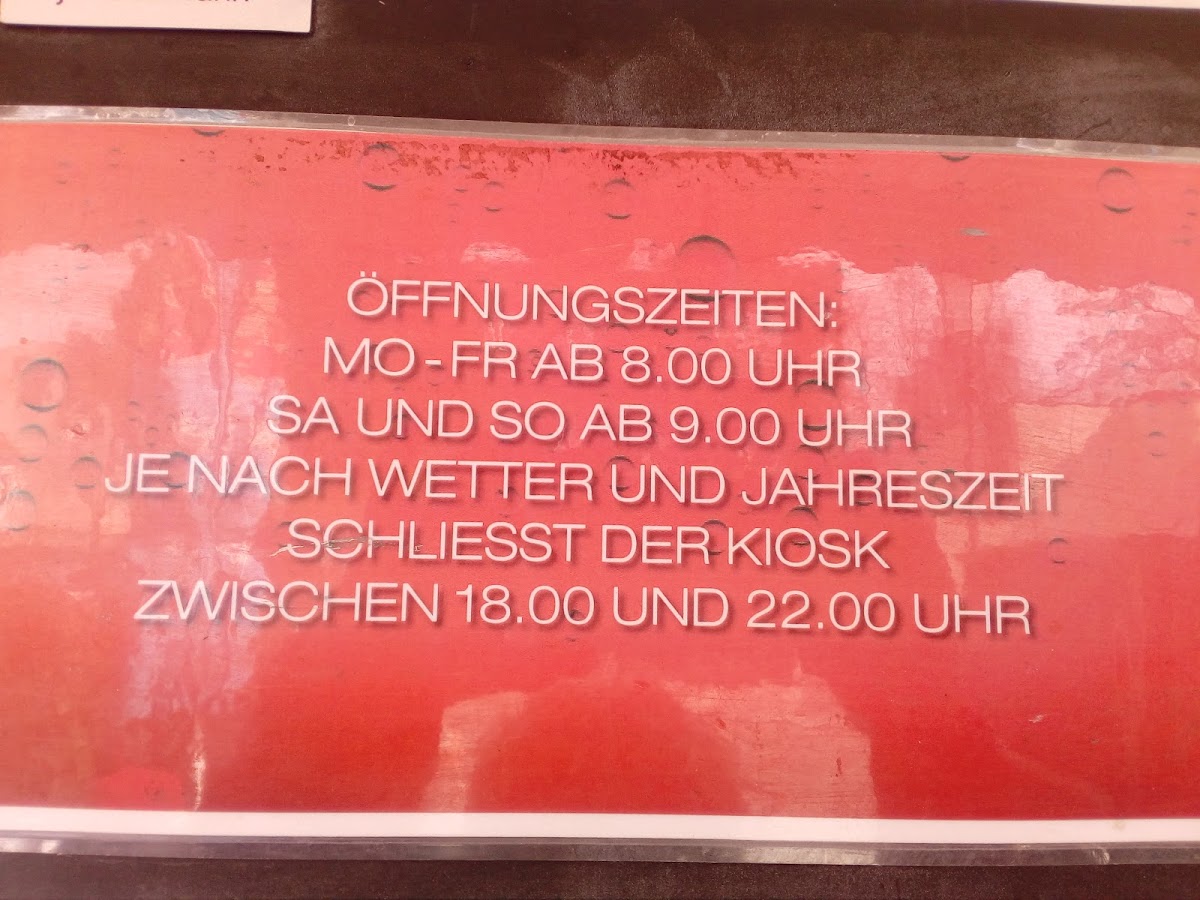 ÖFFNUNGSZEITEN:
MO-FR AB 8.00 UHR
SA UND SO AB 9.00 UHR
JE NACH WETTER UND JAHRESZEIT
SCHLIESST DER KIOSK
ZWISCHEN 18.00 UND 22.00 UHR